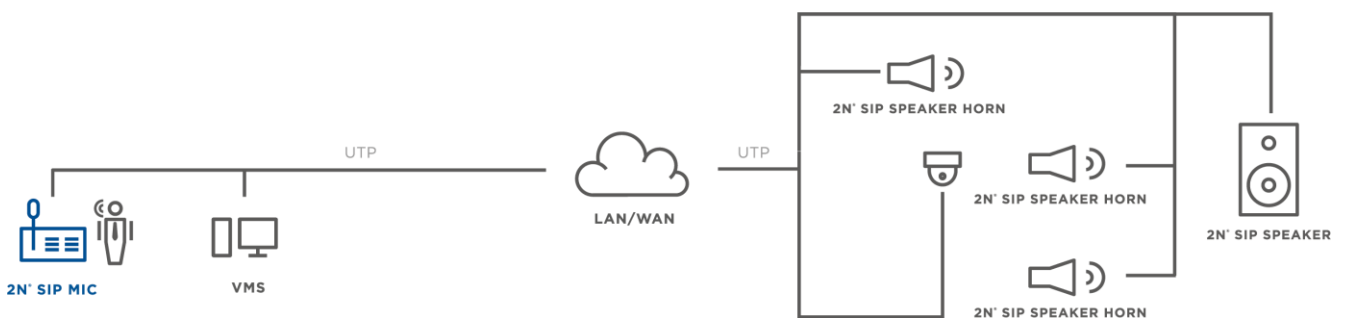 UTP
UTP
2N® SIP SPEAKER HORN
2N® SIP SPEAKER HORN
LAN/WAN
2N® SIP SPEAKER
2N® SIP MIC
VMS
2N® SIP SPEAKER HORN